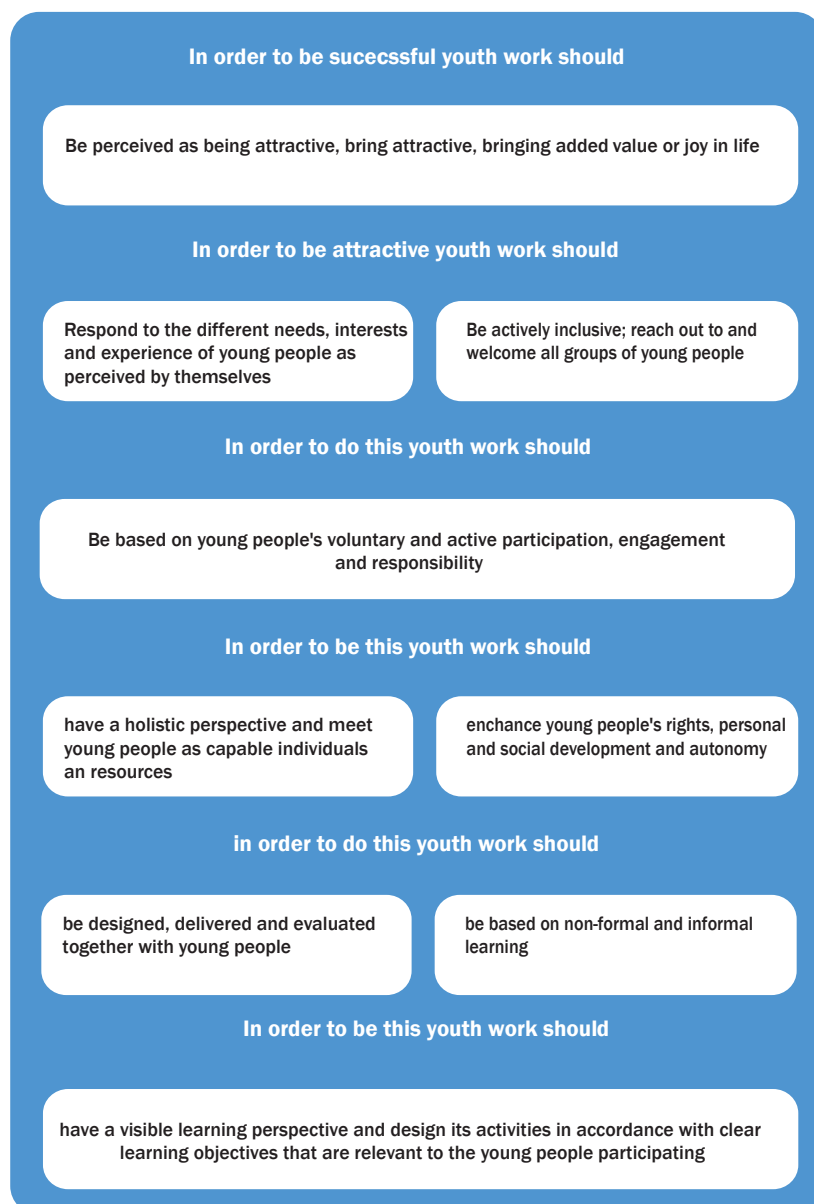 In order to be sucecssful youth work should
Be perceived as being attractive, bring attractive, bringing added value or joy in life
In order to be attractive youth work should
Respond to the different needs, interests
and experience of young people as
perceived by themselves
Be actively inclusive; reach out to and
welcome all groups of young people
In order to do this youth work should
Be based on young people's voluntary and active participation, engagement
and responsibility
In order to be this youth work should
have a holistic perspective and meet
young people as capable individuals
an resources
enchance young people's rights, personal
and social development and autonomy
in order to do this youth work should
be designed, delivered and evaluated
together with young people
be based on non-formal and informal
learning
In order to be this youth work should
have a visible learning perspective and design its activities in accordance with clear
learning objectives that are relevant to the young people participating